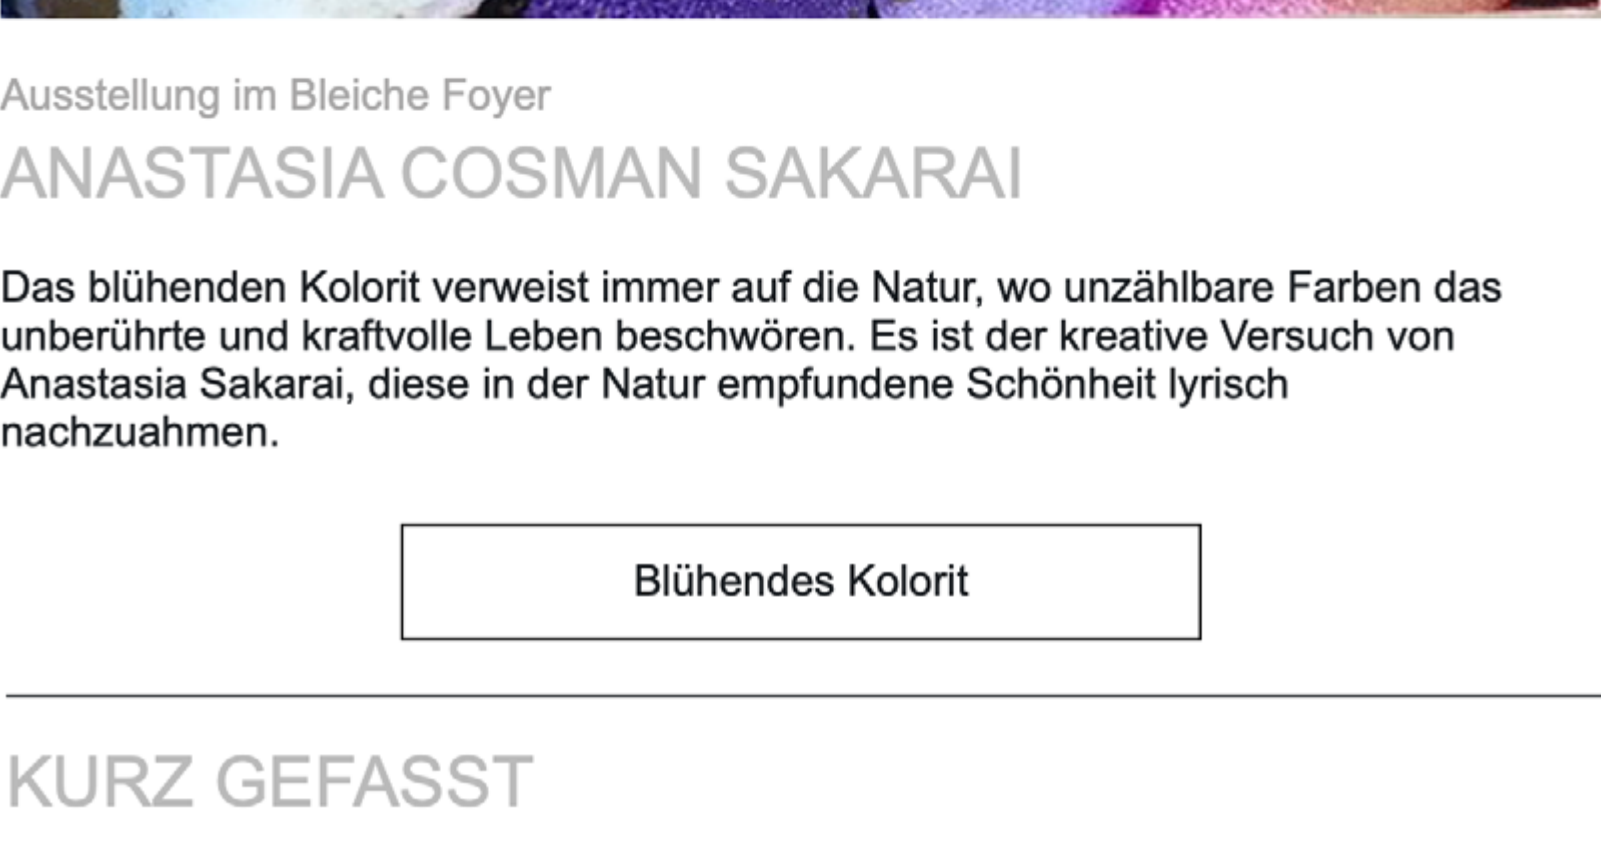 Ausstellung im Bleiche Foyer
ANASTASIA COSMAN SAKARAI
Das blühenden Kolorit verweist immer auf die Natur, wo unzählbare Farben das
unberührte und kraftvolle Leben beschwören. Es ist der kreative Versuch von
Anastasia Sakarai, diese in der Natur empfundene Schönheit lyrisch
nachzuahmen.
Blühendes Kolorit
KURZ GEFASST